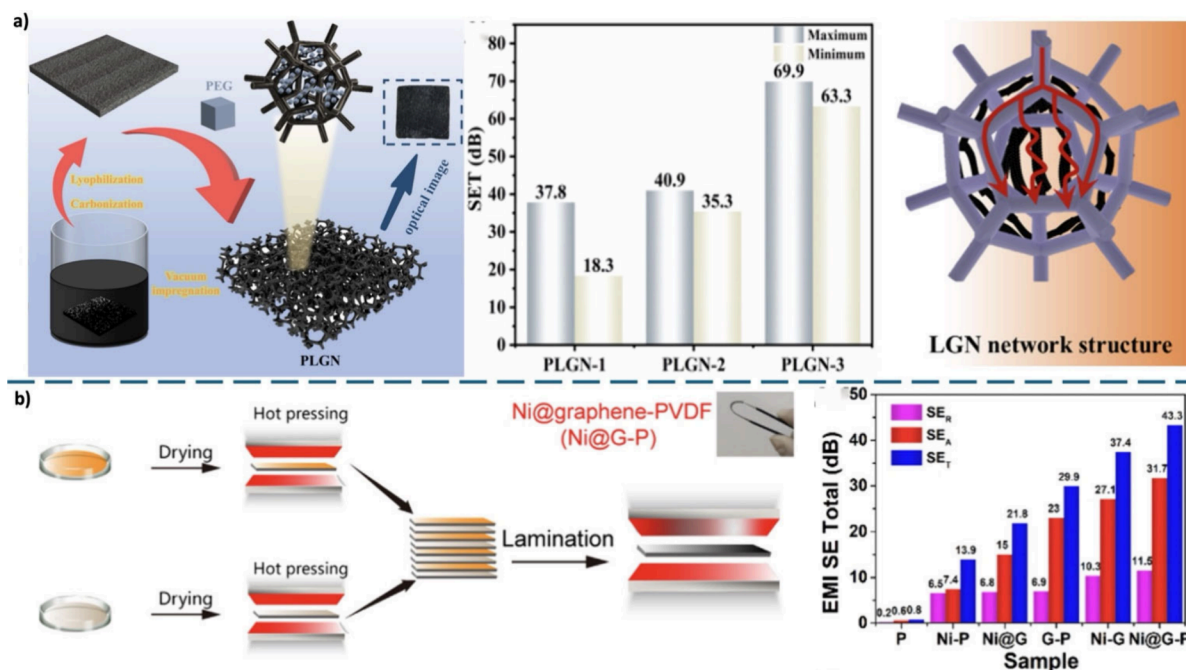 a)
PEG
Lyophilization
Carbonization
Vacuum
impregnation
optical image
PLGN
SET (dB)
80
70
60
50
40
30
20
10
0
Maximum
Minimum
37.8
18.3
40.9
35.3
69.9
63.3
PLGN-1
PLGN-2
PLGN-3
LGN network structure
b)
Hot pressing
Drying
Hot pressing
Drying
Lamination
Ni@graphene-PVDF
(Ni@G-P)
EMI SE Total (dB)
50
40
30
20
10
0
SER
SEA
SET
0.2
0.6
0.8
6.5
7.4
13.9
6.8
15
21.8
6.9
23
29.9
10.3
27.1
37.4
11.5
31.7
43.3
P
Ni-P
Ni@G
G-P
Ni-G
Ni@G-P
Sample